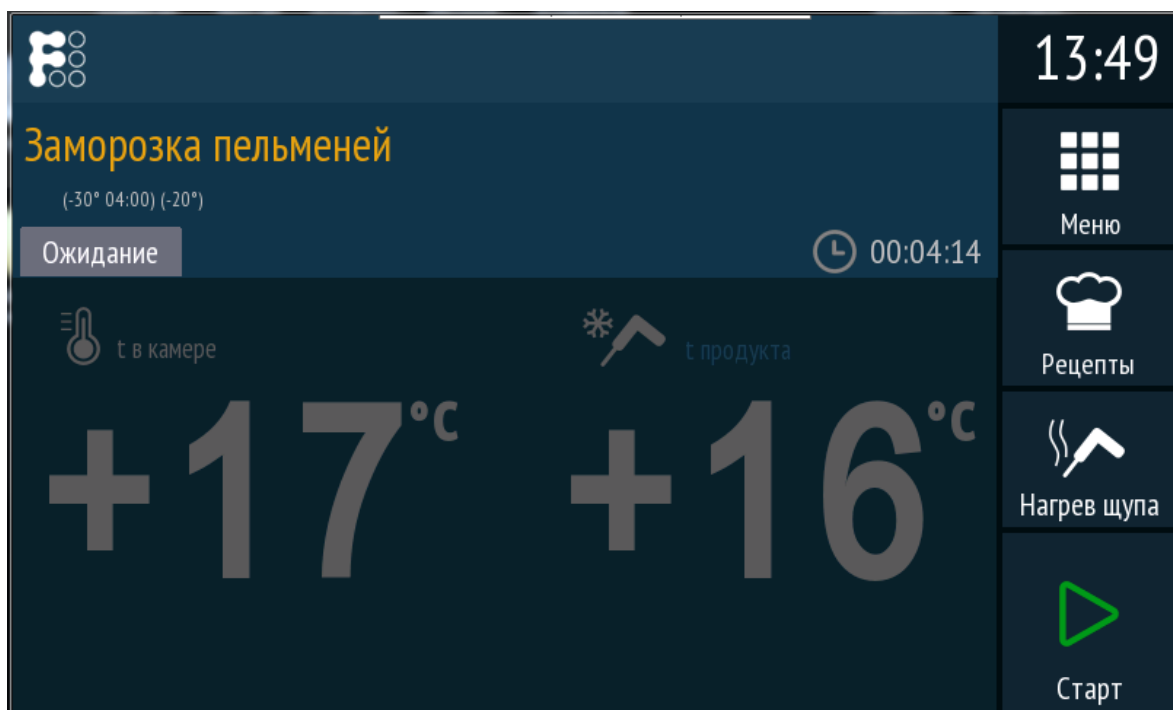 13:49
Заморозка пельменей
(-30° 04:00) (-20°)
Ожидание
00:04:14
t в камере
+17°C
t продукта
+16°C
Меню
Рецепты
Нагрев щупа
Старт